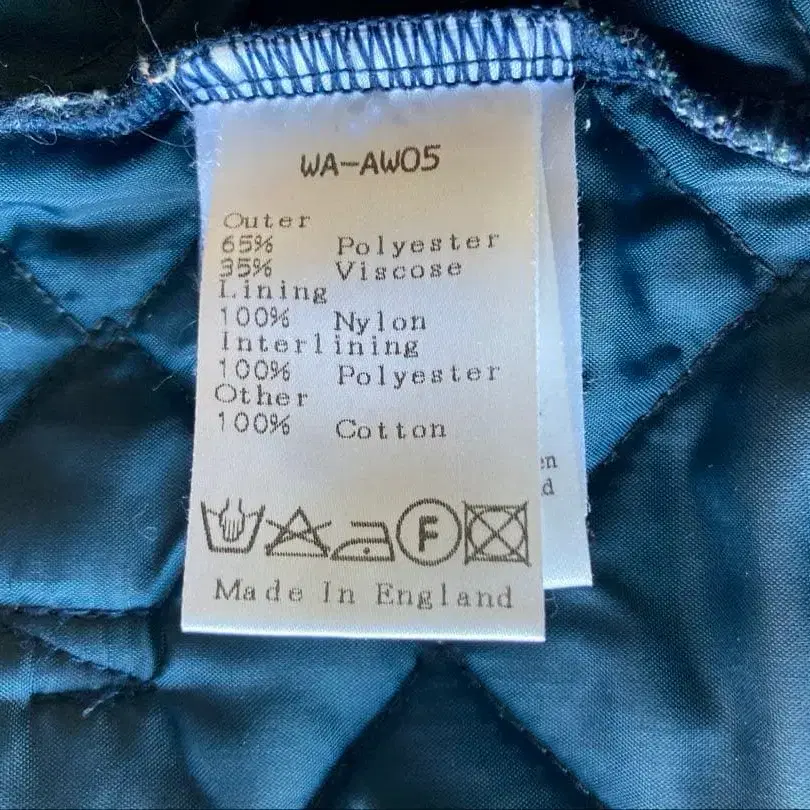 WA-AW05
Outer
65% Polyester
35% Viscose
Lining
100% Nylon
Interlining
100% Polyester
Other
100% Cotton
F
Made In England